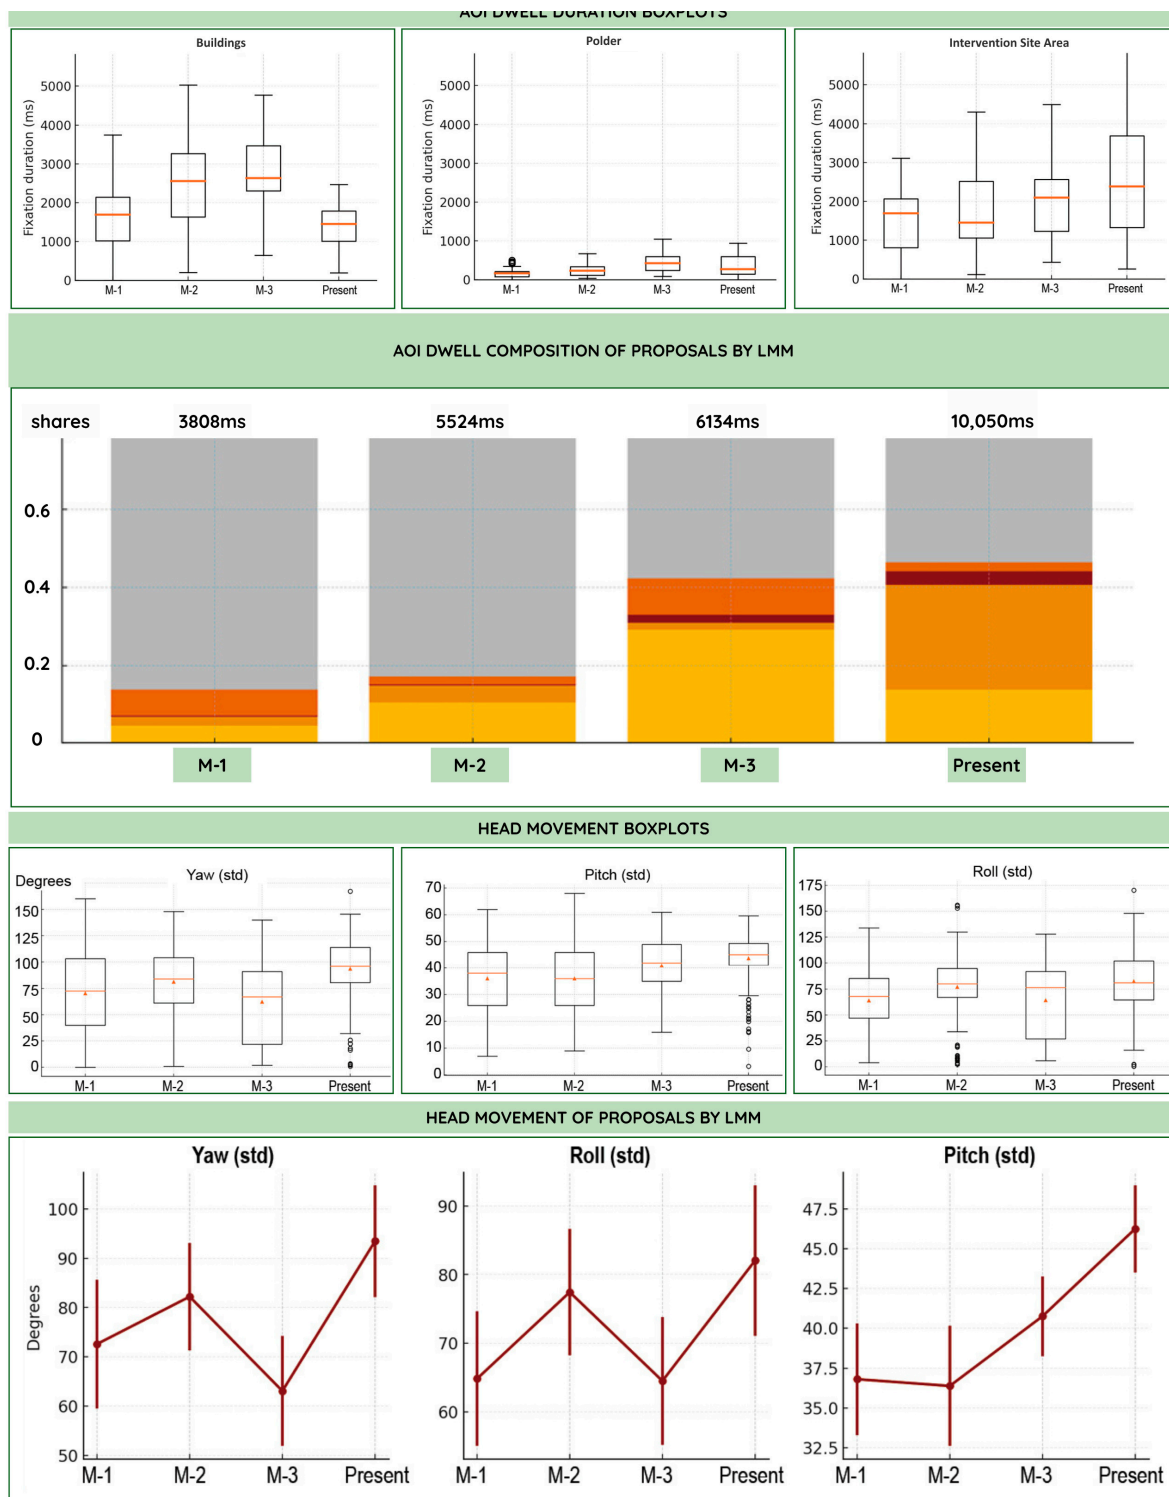 AOI DWELL DURATION BOXPLOTS
Buildings
Polder
Intervention Site Area
Fixation duration (ms)
5000
4000
3000
2000
1000
0
M-1 M-2 M-3 Present
Fixation duration (ms)
5000
4000
3000
2000
1000
0
M-1 M-2 M-3 Present
Fixation duration (ms)
5000
4000
3000
2000
1000
0
M-1 M-2 M-3 Present
AOI DWELL COMPOSITION OF PROPOSALS BY LMM
shares 3808ms 5524ms 6134ms 10,050ms
0.6
0.4
0.2
0
M-1 M-2 M-3 Present
HEAD MOVEMENT BOXPLOTS
Degrees
Yaw (std)
150
125
100
75
50
25
0
M-1 M-2 M-3 Present
Pitch (std)
70
60
50
40
30
20
10
0
M-1 M-2 M-3 Present
Roll (std)
175
150
125
100
75
50
25
0
M-1 M-2 M-3 Present
HEAD MOVEMENT OF PROPOSALS BY LMM
Yaw (std)
Degrees
100
90
80
70
60
50
M-1 M-2 M-3 Present
Roll (std)
90
80
70
60
M-1 M-2 M-3 Present
Pitch (std)
47.5
45.0
42.5
40.0
37.5
35.0
32.5
M-1 M-2 M-3 Present